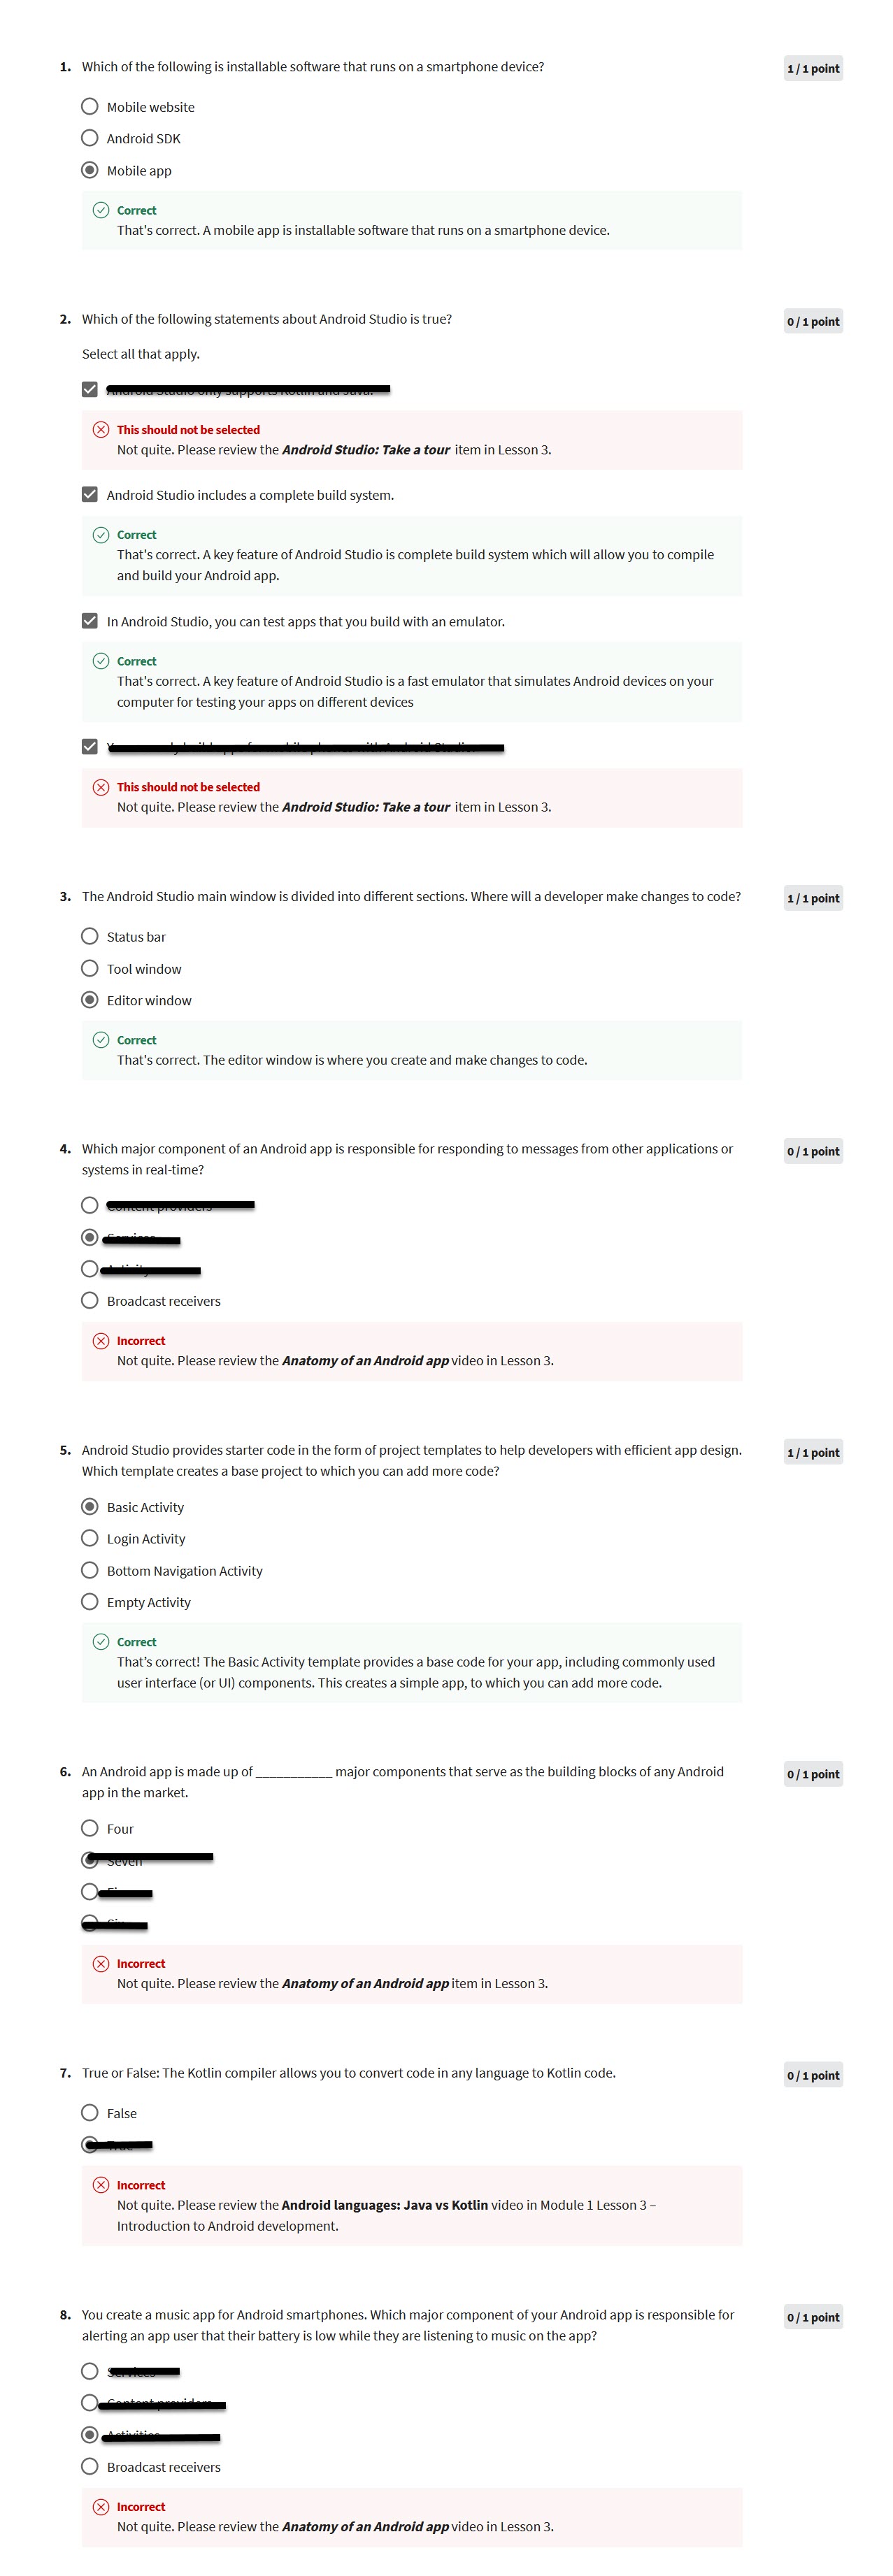 1. Which of the following is installable software that runs on a smartphone device?
1 / 1 point
Mobile website
Android SDK
Mobile app
Correct
That's correct. A mobile app is installable software that runs on a smartphone device.
2. Which of the following statements about Android Studio is true?
0 / 1 point
Select all that apply.
This should not be selected
Not quite. Please review the Android Studio: Take a tour item in Lesson 3.
Android Studio includes a complete build system.
Correct
That's correct. A key feature of Android Studio is complete build system which will allow you to compile
and build your Android app.
In Android Studio, you can test apps that you build with an emulator.
Correct
That's correct. A key feature of Android Studio is a fast emulator that simulates Android devices on your
computer for testing your apps on different devices
This should not be selected
Not quite. Please review the Android Studio: Take a tour item in Lesson 3.
3. The Android Studio main window is divided into different sections. Where will a developer make changes to code?
1 / 1 point
Status bar
Tool window
Editor window
Correct
That's correct. The editor window is where you create and make changes to code.
4. Which major component of an Android app is responsible for responding to messages from other applications or
systems in real-time?
0 / 1 point
Broadcast receivers
Incorrect
Not quite. Please review the Anatomy of an Android app video in Lesson 3.
5. Android Studio provides starter code in the form of project templates to help developers with efficient app design.
Which template creates a base project to which you can add more code?
1 / 1 point
Basic Activity
Login Activity
Bottom Navigation Activity
Empty Activity
Correct
That’s correct! The Basic Activity template provides a base code for your app, including commonly used
user interface (or UI) components. This creates a simple app, to which you can add more code.
6. An Android app is made up of ___________ major components that serve as the building blocks of any Android
app in the market.
0 / 1 point
Four
Seven
Incorrect
Not quite. Please review the Anatomy of an Android app item in Lesson 3.
7. True or False: The Kotlin compiler allows you to convert code in any language to Kotlin code.
0 / 1 point
False
Incorrect
Not quite. Please review the Android languages: Java vs Kotlin video in Module 1 Lesson 3 –
Introduction to Android development.
8. You create a music app for Android smartphones. Which major component of your Android app is responsible for
alerting an app user that their battery is low while they are listening to music on the app?
0 / 1 point
Broadcast receivers
Incorrect
Not quite. Please review the Anatomy of an Android app video in Lesson 3.